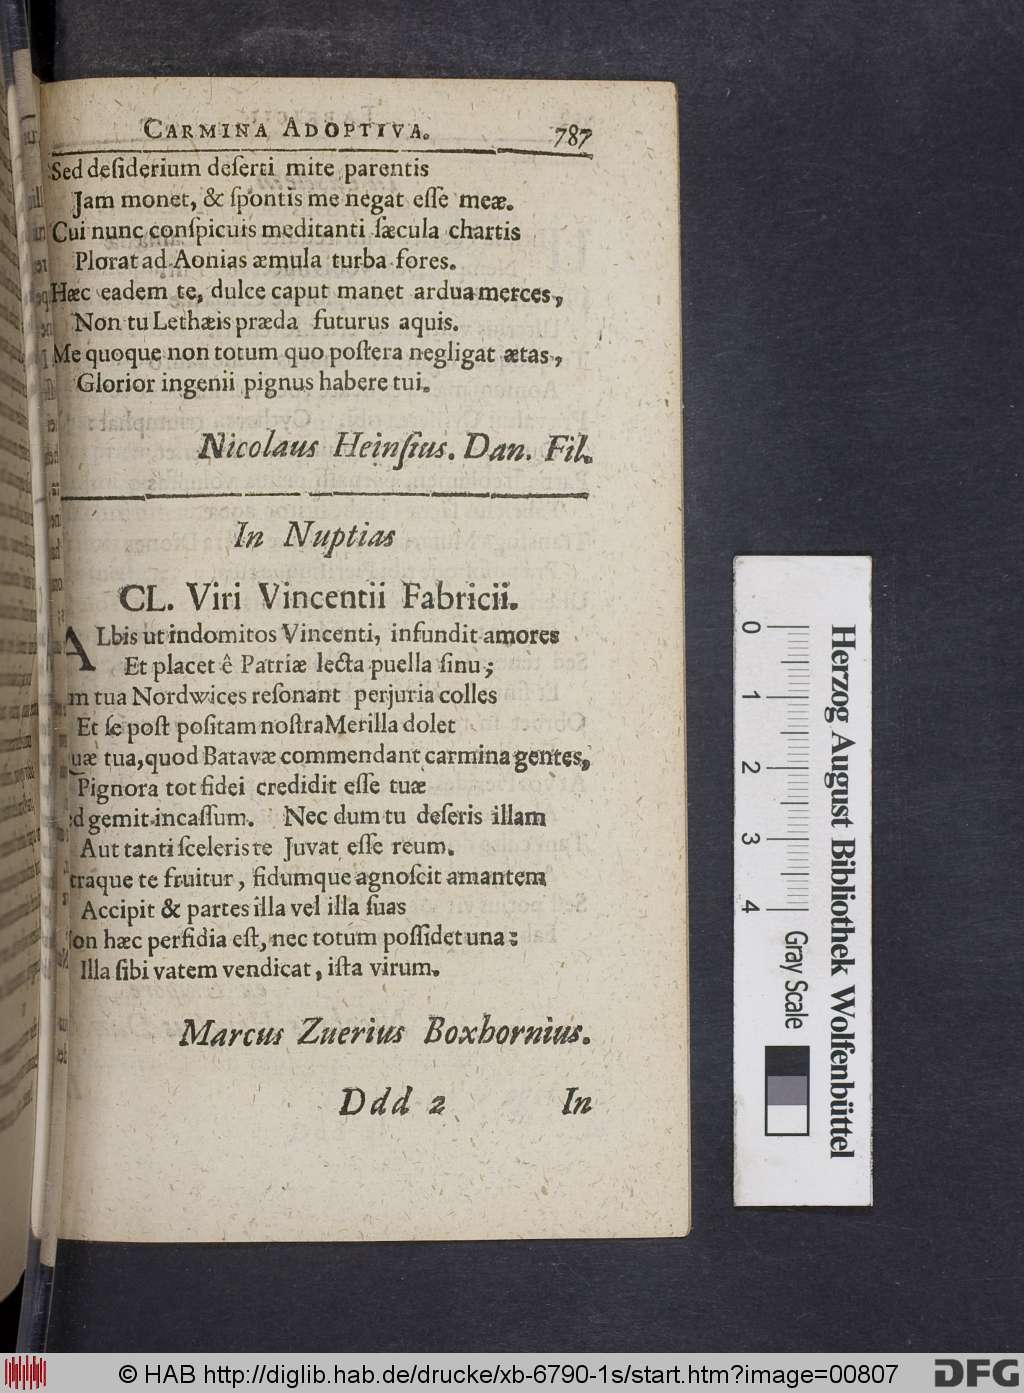 CARMINA ADOPTIVA. 787
Sed deſiderium deſerti mite parentis
Jam monet, & ſpontis me negat eſſe meæ.
Cui nunc conſpicuis meditanti ſæcula chartis
Plorat ad Aonias æmula turba fores.
Hæc eadem te, dulce caput manet ardua merces,
Non tu Lethæis præda futurus aquis.
Me quoque non totum quo poſtera negligat ætas,
Glorior ingenii pignus habere tui.
Nicolaus Heinſius. Dan. Fil.
In Nuptias
CL. Viri Vincentii Fabricii.
ALbis ut indomitos Vincenti, infundit amores
Et placet ê Patriæ lecta puella ſinu;
m tua Nordwices reſonant perjuria colles
Et ſe poſt poſitam noſtra Merilla dolet
uæ tua, quod Batavæ commendant carmina gentes,
Pignora tot fidei credidit eſſe tuæ
d gemit incaſſum. Nec dum tu deſeris illam
Aut tanti ſceleris te Juvat eſſe reum.
traque te fruitur, fidumque agnoſcit amantem
Accipit & partes illa vel illa ſuas
on hæc perfidia eſt, nec totum poſſidet una:
Illa ſibi vatem vendicat, iſta virum.
Marcus Zuerius Boxhornius.
Ddd 2 In
0 1 2 3 4 Gray Scale
Herzog August Bibliothek Wolfenbüttel
© HAB http://diglib.hab.de/drucke/xb-6790-1s/start.htm?image=00807
DFG